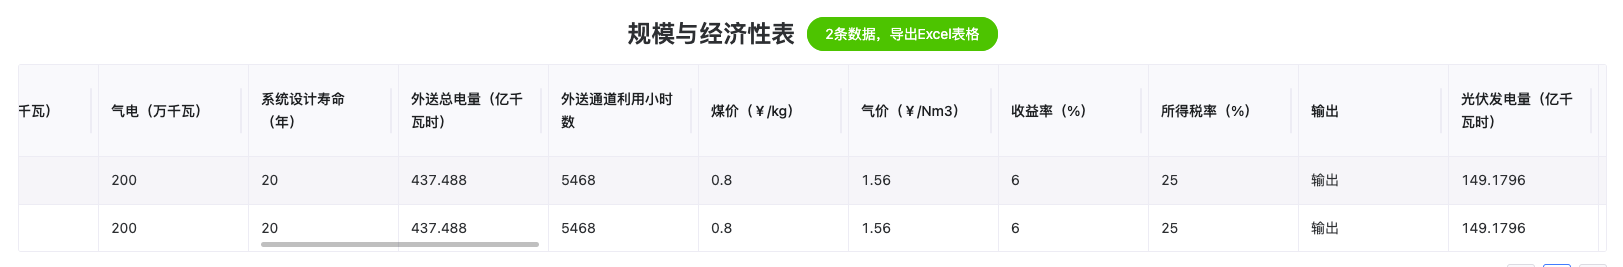 规模与经济性表
2条数据，导出Excel表格
千瓦）
气电（万千瓦）
系统设计寿命
（年）
外送总电量（亿千
瓦时）
外送通道利用小时
数
煤价（￥/kg）
气价（￥/Nm3）
收益率（%）
所得税率（%）
输出
光伏发电量（亿千
瓦时）
200 20 437.488 5468 0.8 1.56 6 25 输出 149.1796
200 20 437.488 5468 0.8 1.56 6 25 输出 149.1796